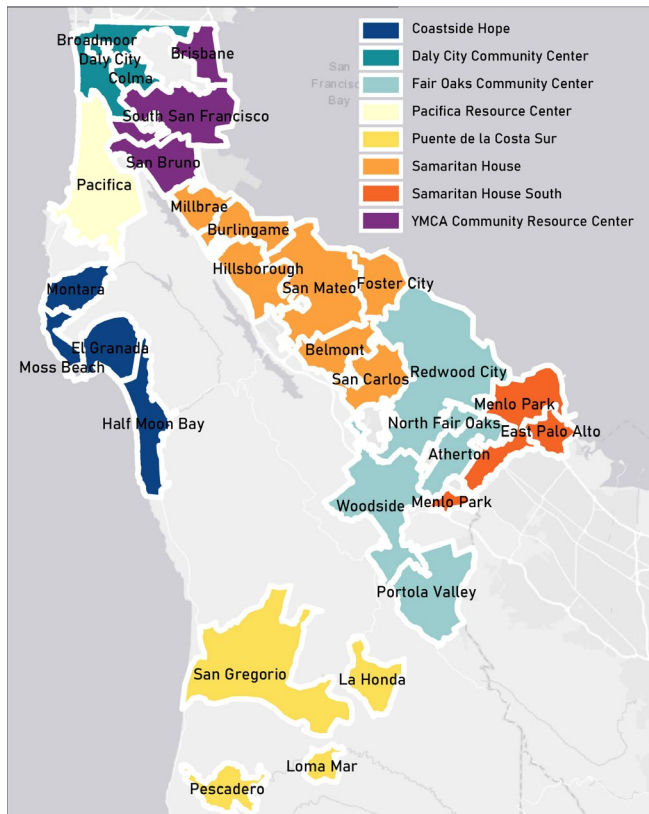 Coastside Hope
Daly City Community Center
Fair Oaks Community Center
Pacifica Resource Center
Puente de la Costa Sur
Samaritan House
Samaritan House South
YMCA Community Resource Center
San
Francisco
Bay
Broadmoor
Brisbane
Daly City
Colma
South San Francisco
San Bruno
Pacifica
Millbrae
Burlingame
Hillsborough
San Mateo
Foster City
Montara
El Granada
Moss Beach
Belmont
San Carlos
Redwood City
Half Moon Bay
Menlo Park
North Fair Oaks
East Palo Alto
Atherton
Woodside
Menlo Park
Portola Valley
San Gregorio
La Honda
Loma Mar
Pescadero